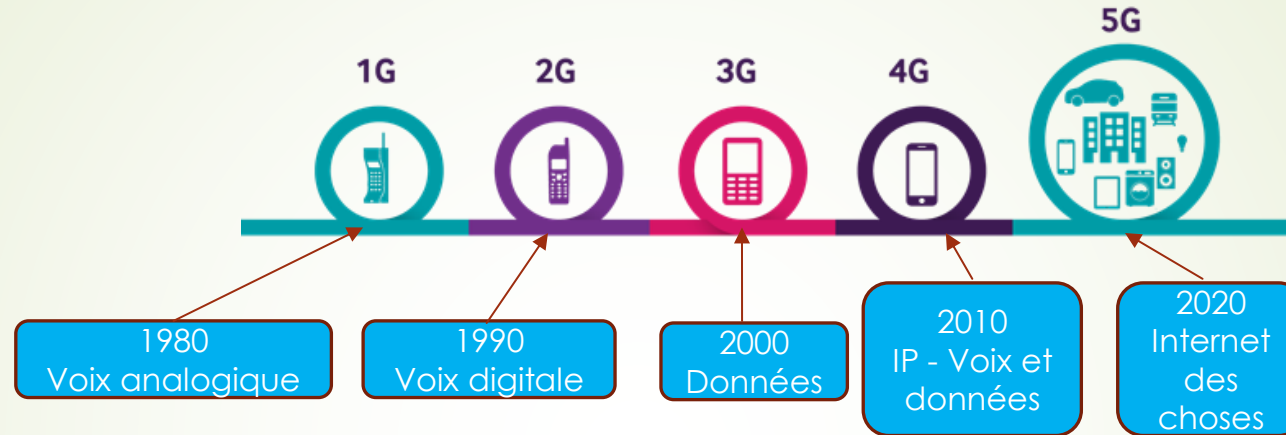 5G
1G
2G
3G
4G
1980
Voix analogique
1990
Voix digitale
2000
Données
2010
IP - Voix et
données
2020
Internet
des
choses